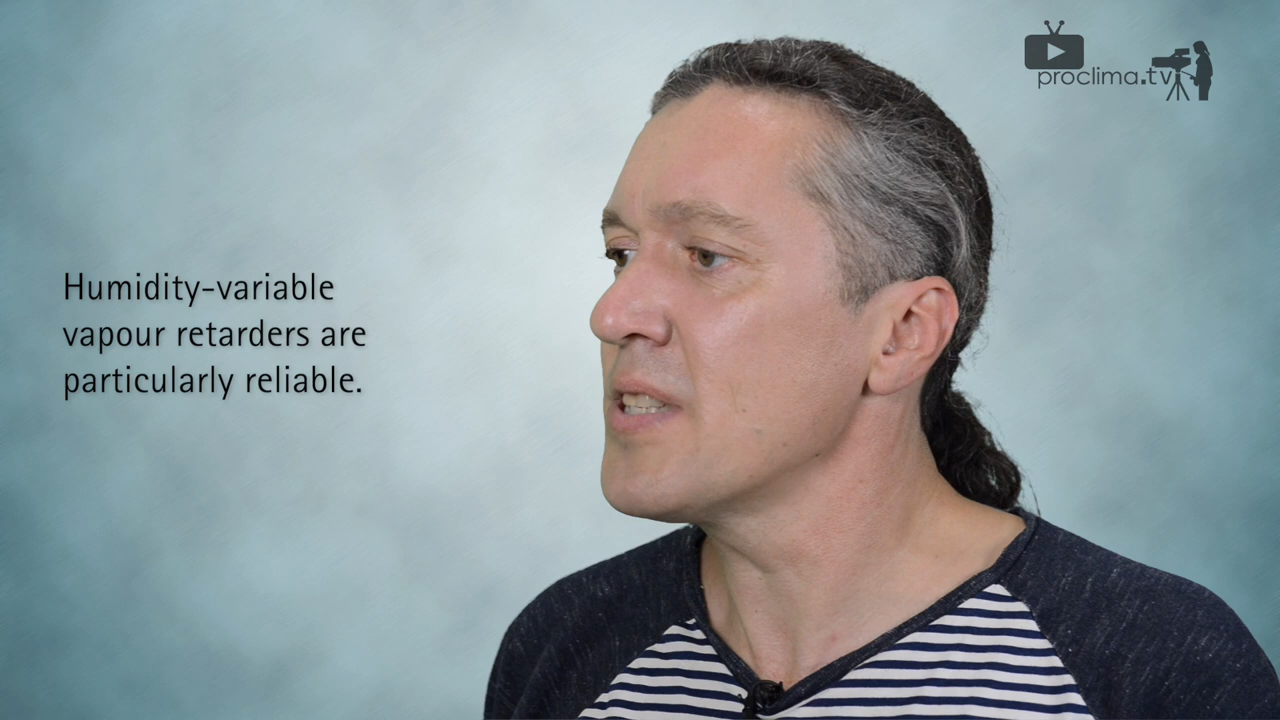 proclima.tv
Humidity-variable
vapour retarders are
particularly reliable.